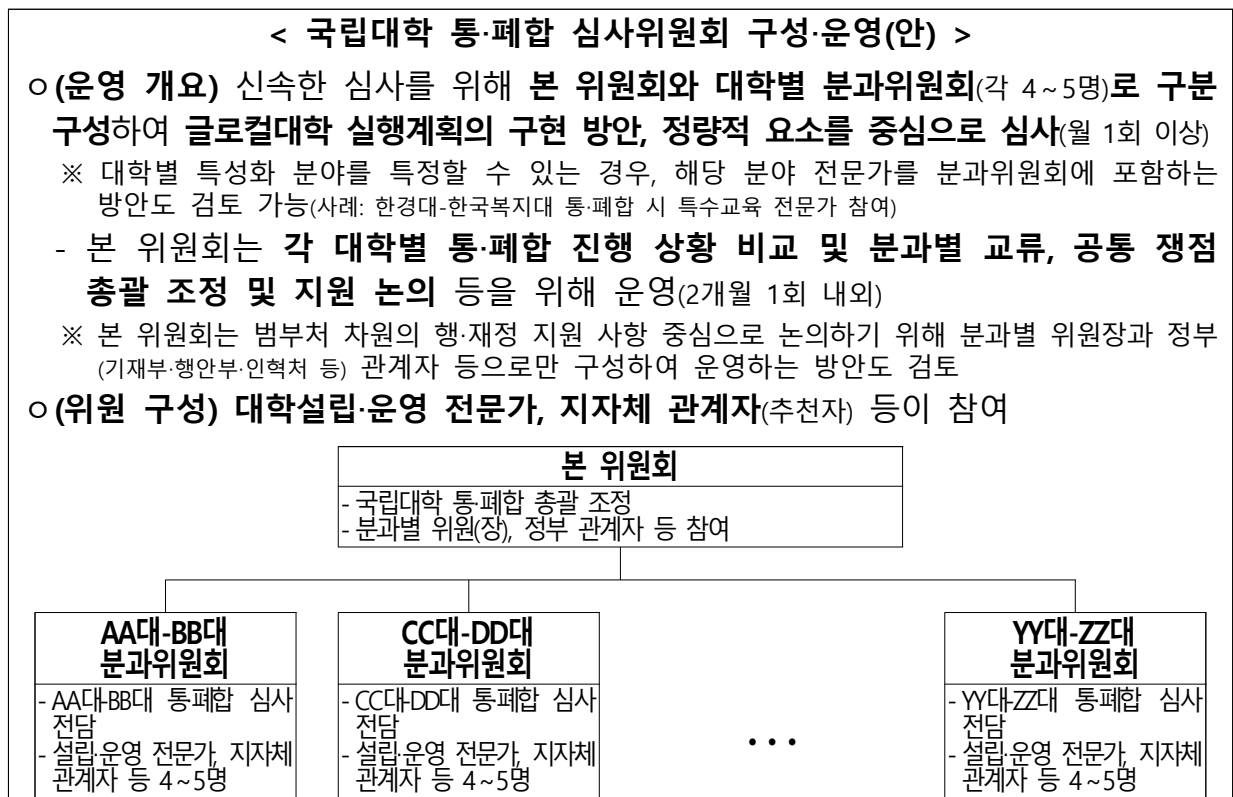 < 국립대학 통·폐합 심사위원회 구성·운영(안) >
ㅇ(운영 개요) 신속한 심사를 위해 본 위원회와 대학별 분과위원회(각 4~5명)로 구분
구성하여 글로컬대학 실행계획의 구현 방안, 정량적 요소를 중심으로 심사(월 1회 이상)
※ 대학별 특성화 분야를 특정할 수 있는 경우, 해당 분야 전문가를 분과위원회에 포함하는
방안도 검토 가능(사례: 한경대-한국복지대 통·폐합 시 특수교육 전문가 참여)
- 본 위원회는 각 대학별 통·폐합 진행 상황 비교 및 분과별 교류, 공통 쟁점
총괄 조정 및 지원 논의 등을 위해 운영(2개월 1회 내외)
※ 본 위원회는 범부처 차원의 행·재정 지원 사항 중심으로 논의하기 위해 분과별 위원장과 정부
(기재부·행안부·인혁처 등) 관계자 등으로만 구성하여 운영하는 방안도 검토
ㅇ(위원 구성) 대학설립·운영 전문가, 지자체 관계자(추천자) 등이 참여
본 위원회
- 국립대학 통·폐합 총괄 조정
- 분과별 위원(장), 정부 관계자 등 참여
AA대-BB대
분과위원회
- AA대-BB대 통·폐합 심사
전담
- 설립·운영 전문가, 지자체
관계자 등 4~5명
CC대-DD대
분과위원회
- CC대-DD대 통·폐합 심사
전담
- 설립·운영 전문가, 지자체
관계자 등 4~5명
• • •
YY대-ZZ대
분과위원회
- YY대-ZZ대 통·폐합 심사
전담
- 설립·운영 전문가, 지자체
관계자 등 4~5명